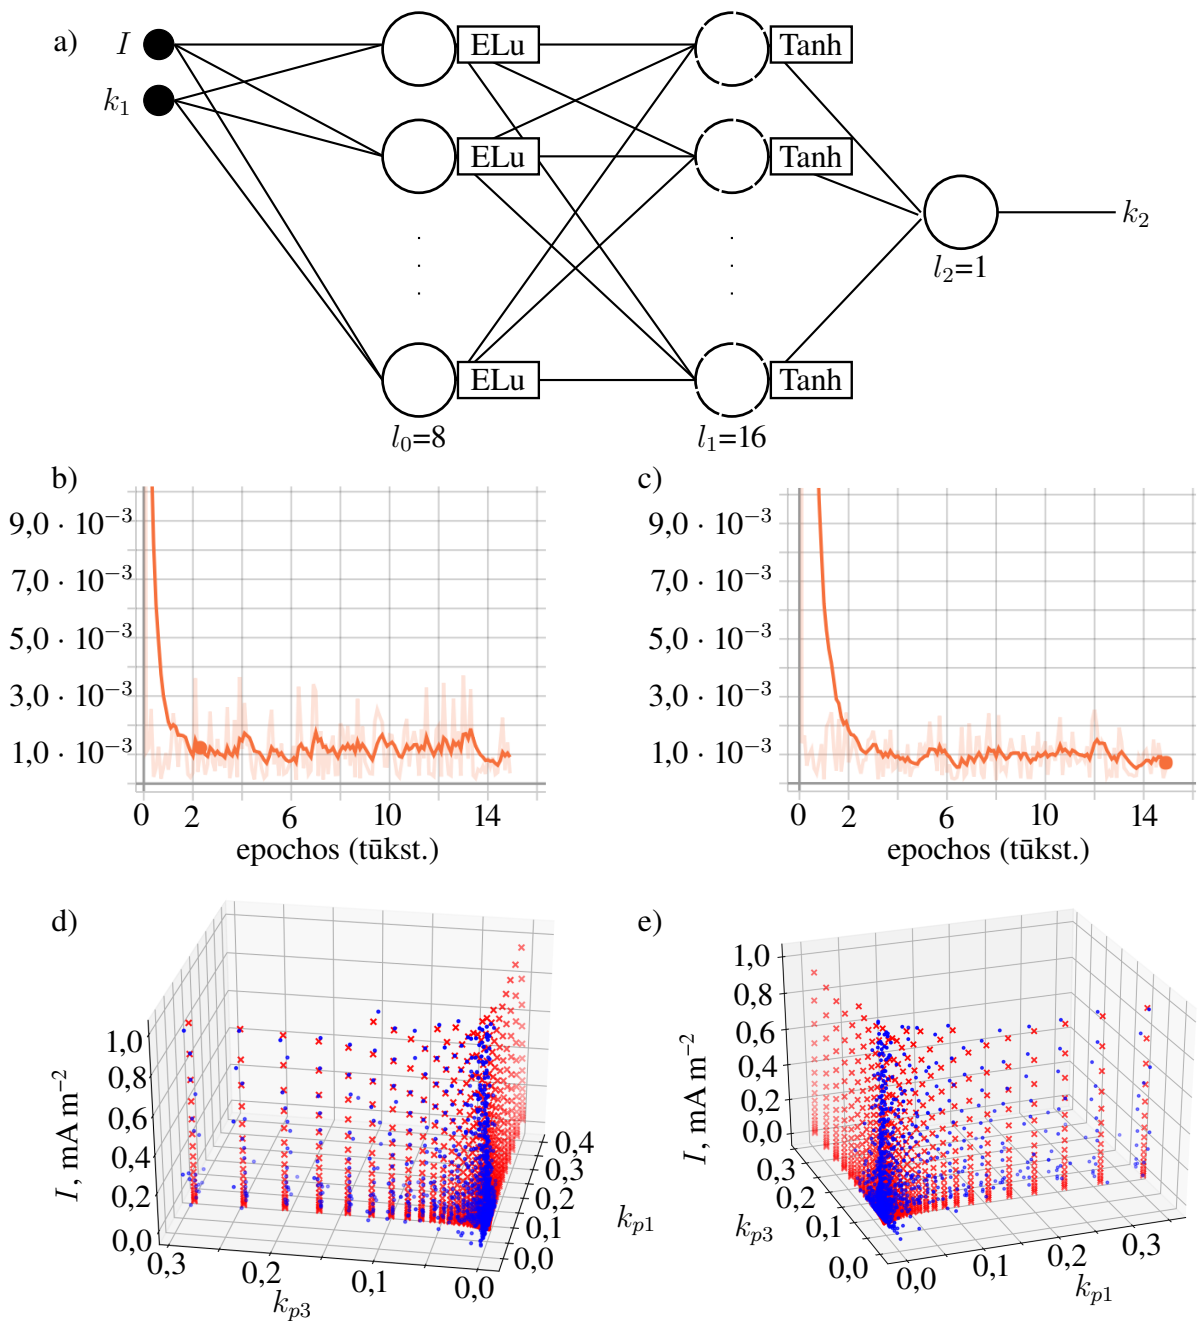 a)
I
k₁
ELu
Tanh
ELu
Tanh
k₂
l₂=1
ELu
Tanh
l₀=8
l₁=16
b)
9,0 · 10⁻³
7,0 · 10⁻³
5,0 · 10⁻³
3,0 · 10⁻³
1,0 · 10⁻³
0 2 6 10 14
epochos (tūkst.)
c)
9,0 · 10⁻³
7,0 · 10⁻³
5,0 · 10⁻³
3,0 · 10⁻³
1,0 · 10⁻³
0 2 6 10 14
epochos (tūkst.)
d)
I, mA m⁻²
1,0
0,8
0,6
0,4
0,2
0,0
0,3 0,2 0,1 0,0
kₚ₃
0,4
0,3
0,2
0,1
0,0
kₚ₁
e)
I, mA m⁻²
1,0
0,8
0,6
0,4
0,2
0,0
0,3
0,2
0,1
0,0
kₚ₃
0,0 0,1 0,2 0,3
kₚ₁